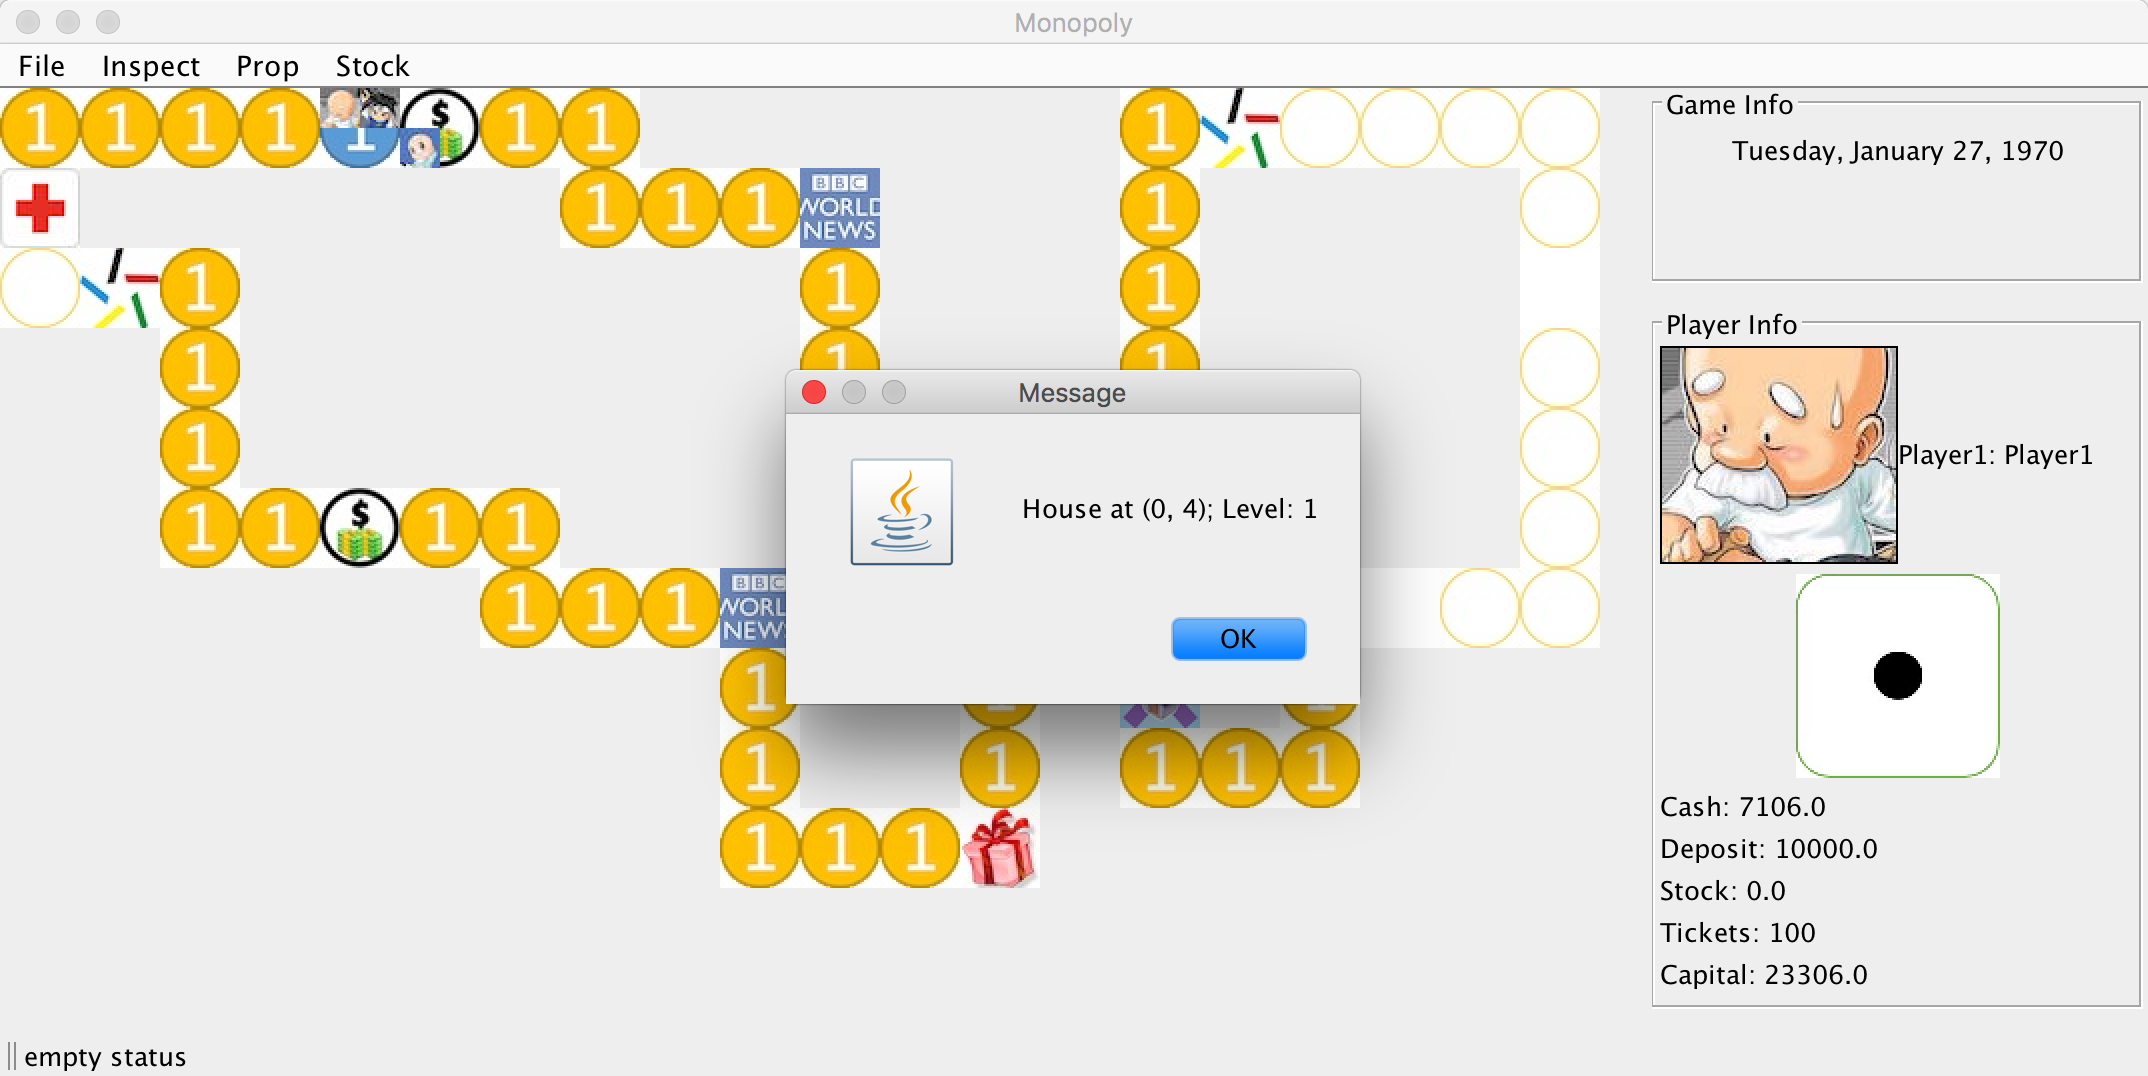 Monopoly
File Inspect Prop Stock
1 1 1 1 1 $ 1 1 1
1 1 1 BBC WORLD NEWS 1
1 1 1
1 1 1
1
1 1 $ 1 1
1 1 1 BBC WORLD NEWS
1
1 1 1 1 1
1 1 1
Message
House at (0, 4); Level: 1
OK
Game Info
Tuesday, January 27, 1970
Player Info
Player1: Player1
Cash: 7106.0
Deposit: 10000.0
Stock: 0.0
Tickets: 100
Capital: 23306.0
empty status